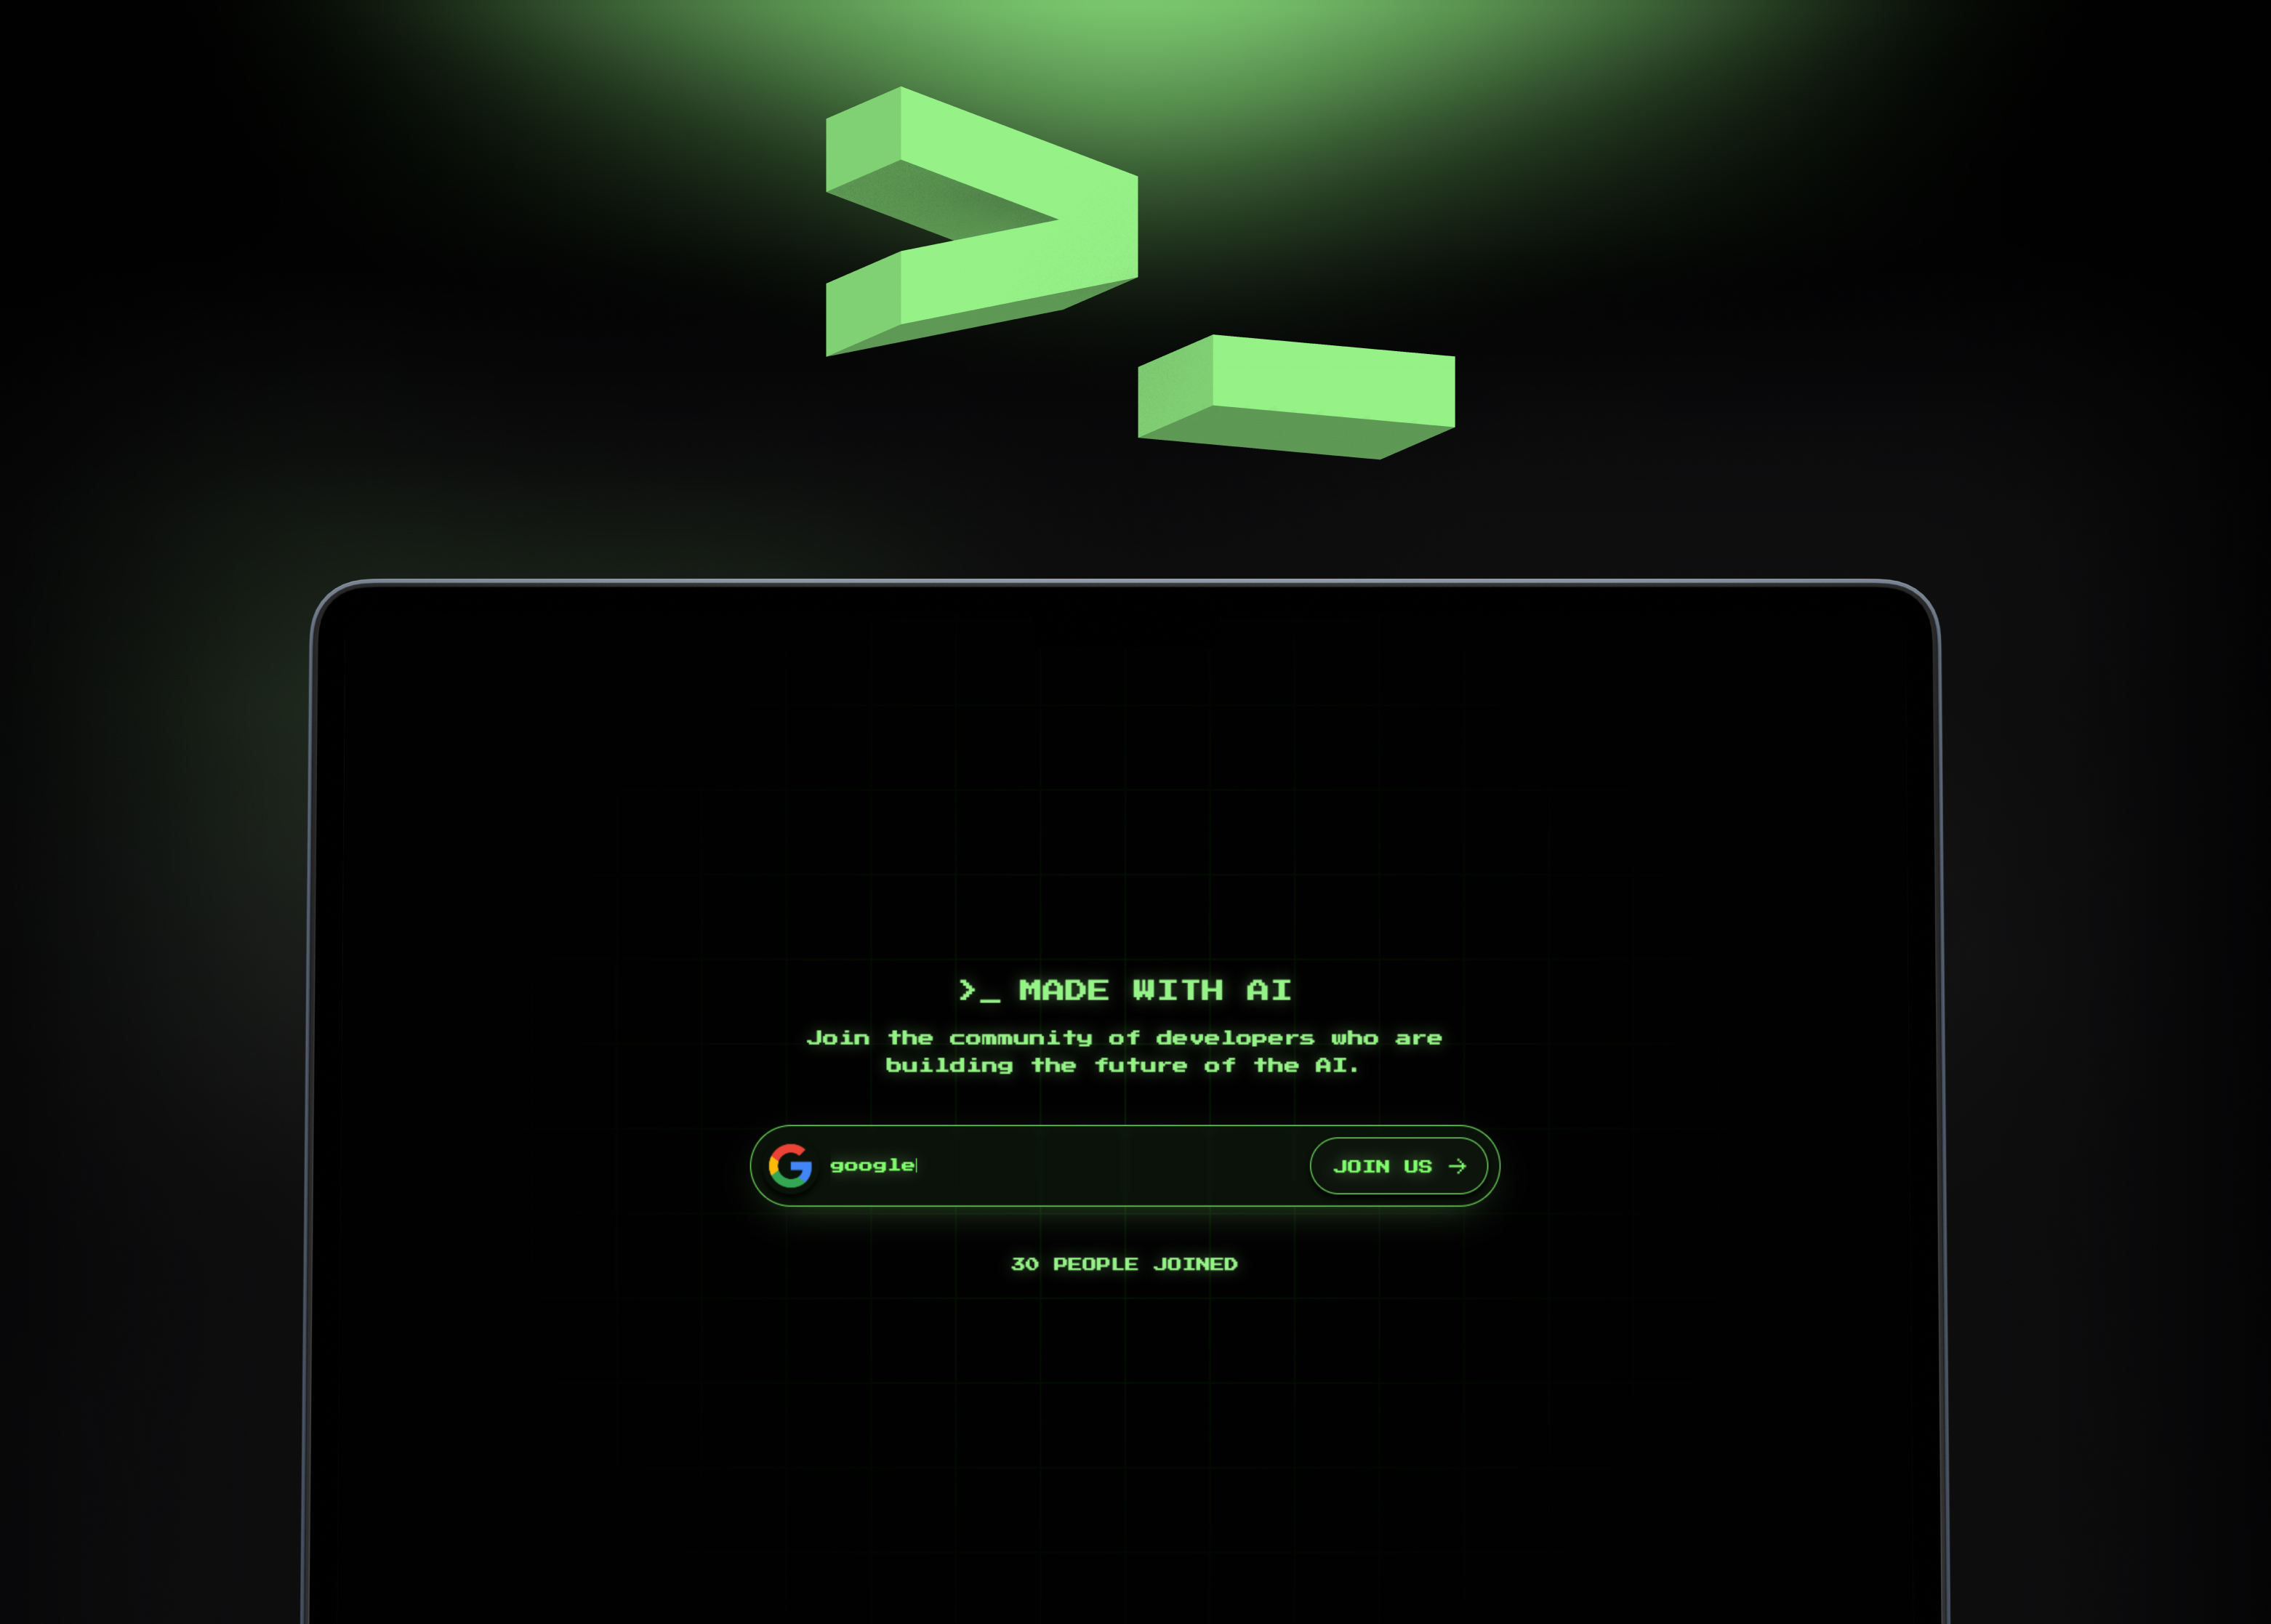 >_
>_ MADE WITH AI
Join the community of developers who are
building the future of the AI.
google
JOIN US →
30 PEOPLE JOINED